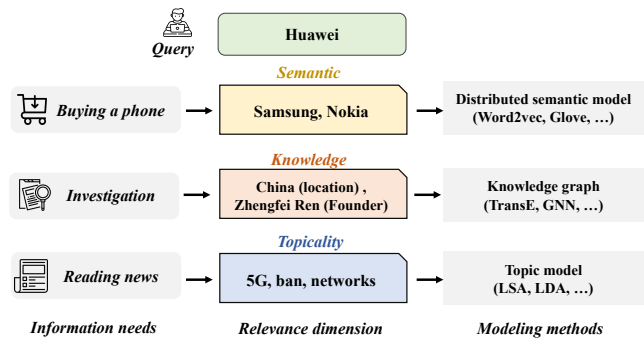 Query
Huawei
Semantic
Buying a phone
Samsung, Nokia
Distributed semantic model
(Word2vec, Glove, …)
Knowledge
Investigation
China (location) ,
Zhengfei Ren (Founder)
Knowledge graph
(TransE, GNN, …)
Topicality
Reading news
5G, ban, networks
Topic model
(LSA, LDA, …)
Information needs
Relevance dimension
Modeling methods